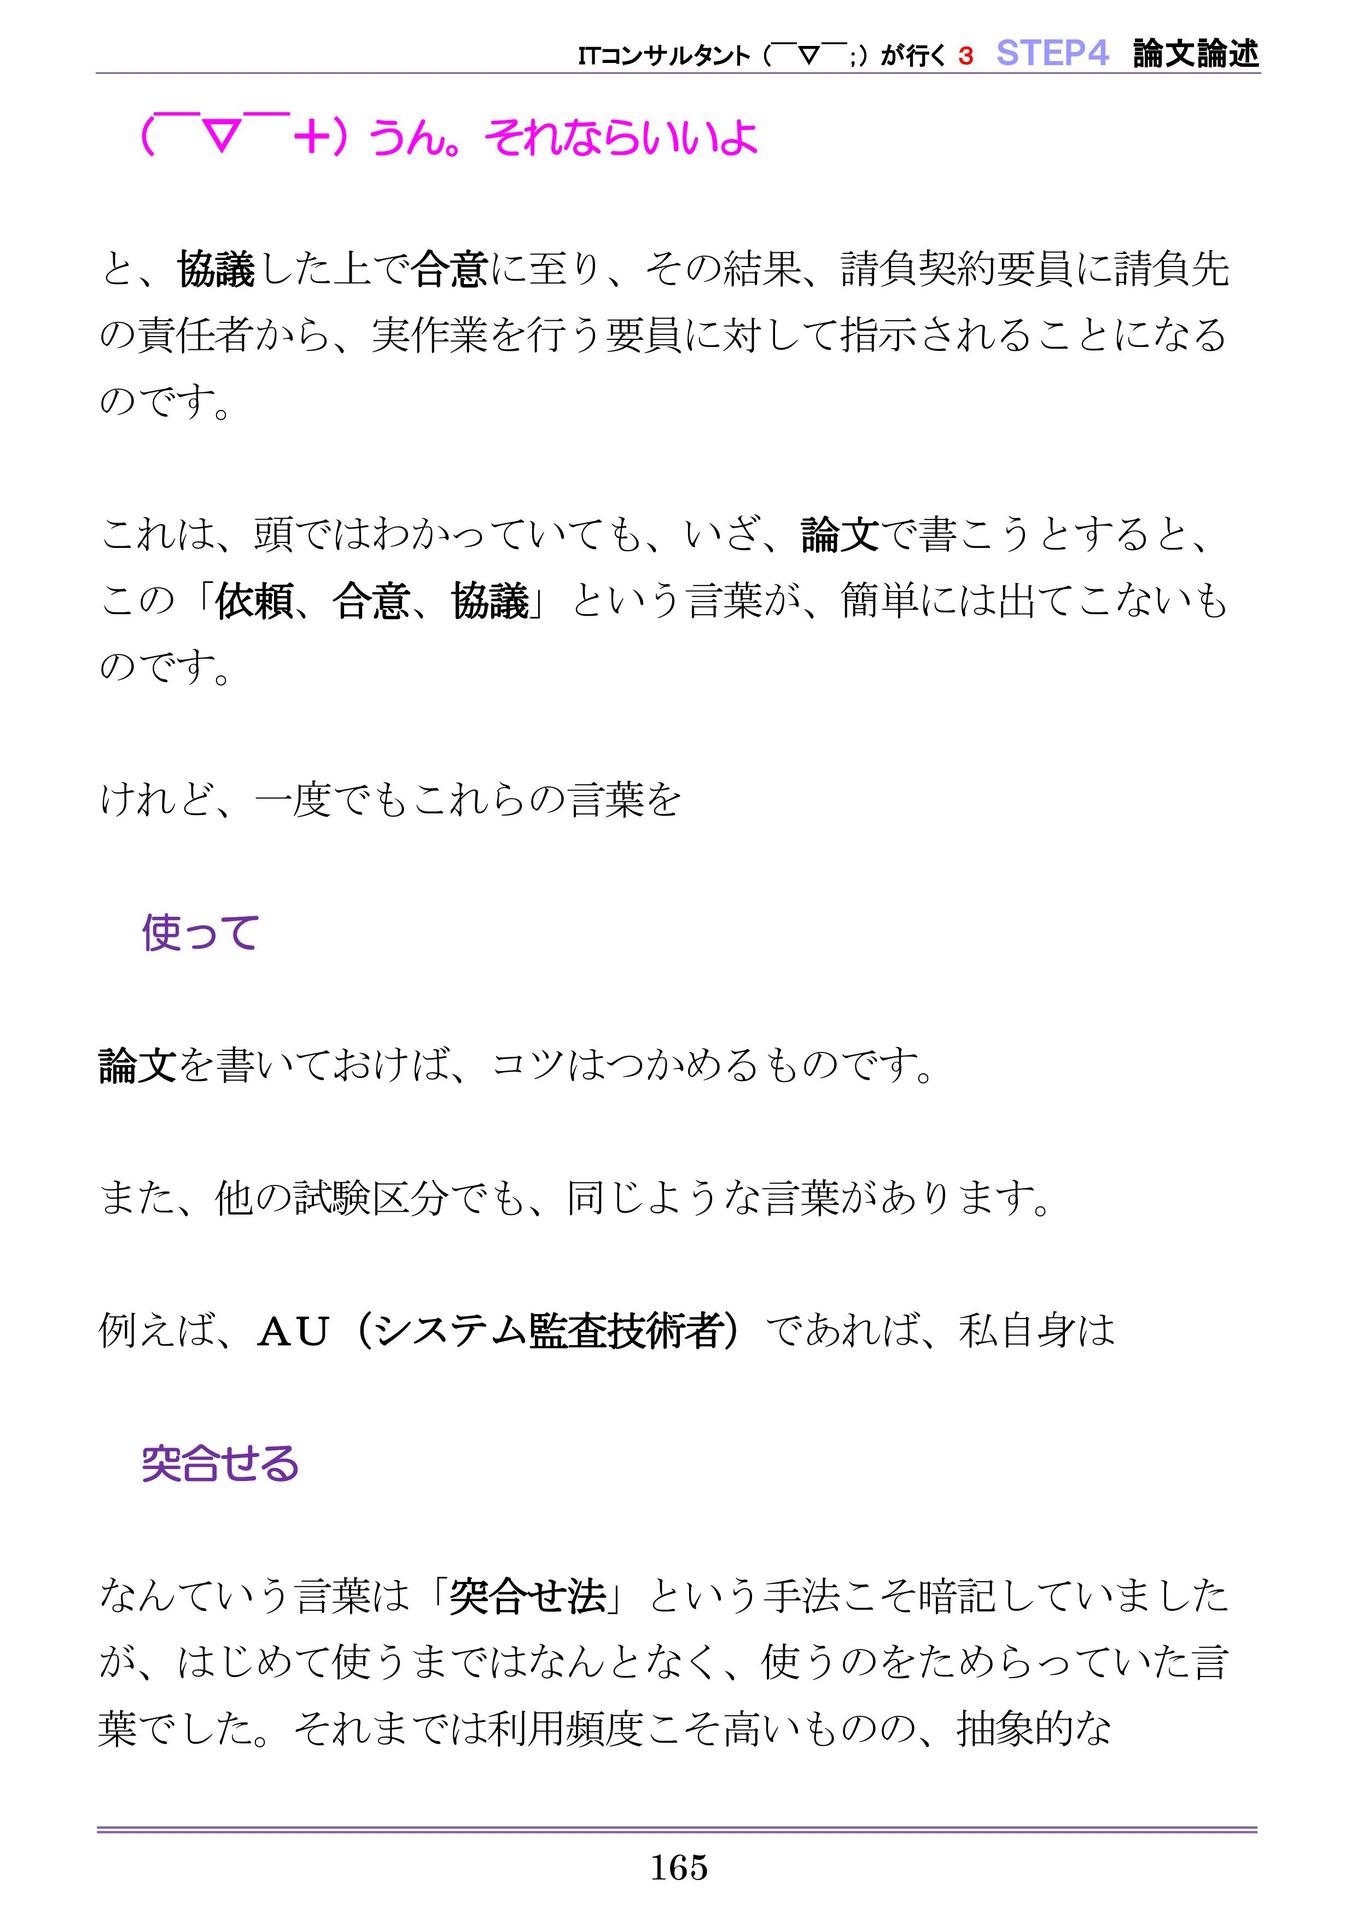 ITコンサルタント（￣▽￣；）が行く 3 STEP4 論文論述
（￣▽￣＋）うん。それならいいよ
と、協議した上で合意に至り、その結果、請負契約要員に請負先
の責任者から、実作業を行う要員に対して指示されることになる
のです。
これは、頭ではわかっていても、いざ、論文で書こうとすると、
この「依頼、合意、協議」という言葉が、簡単には出てこないも
のです。
けれど、一度でもこれらの言葉を
使って
論文を書いておけば、コツはつかめるものです。
また、他の試験区分でも、同じような言葉があります。
例えば、ＡＵ（システム監査技術者）であれば、私自身は
突合せる
なんていう言葉は「突合せ法」という手法こそ暗記していました
が、はじめて使うまではなんとなく、使うのをためらっていた言
葉でした。それまでは利用頻度こそ高いものの、抽象的な
165